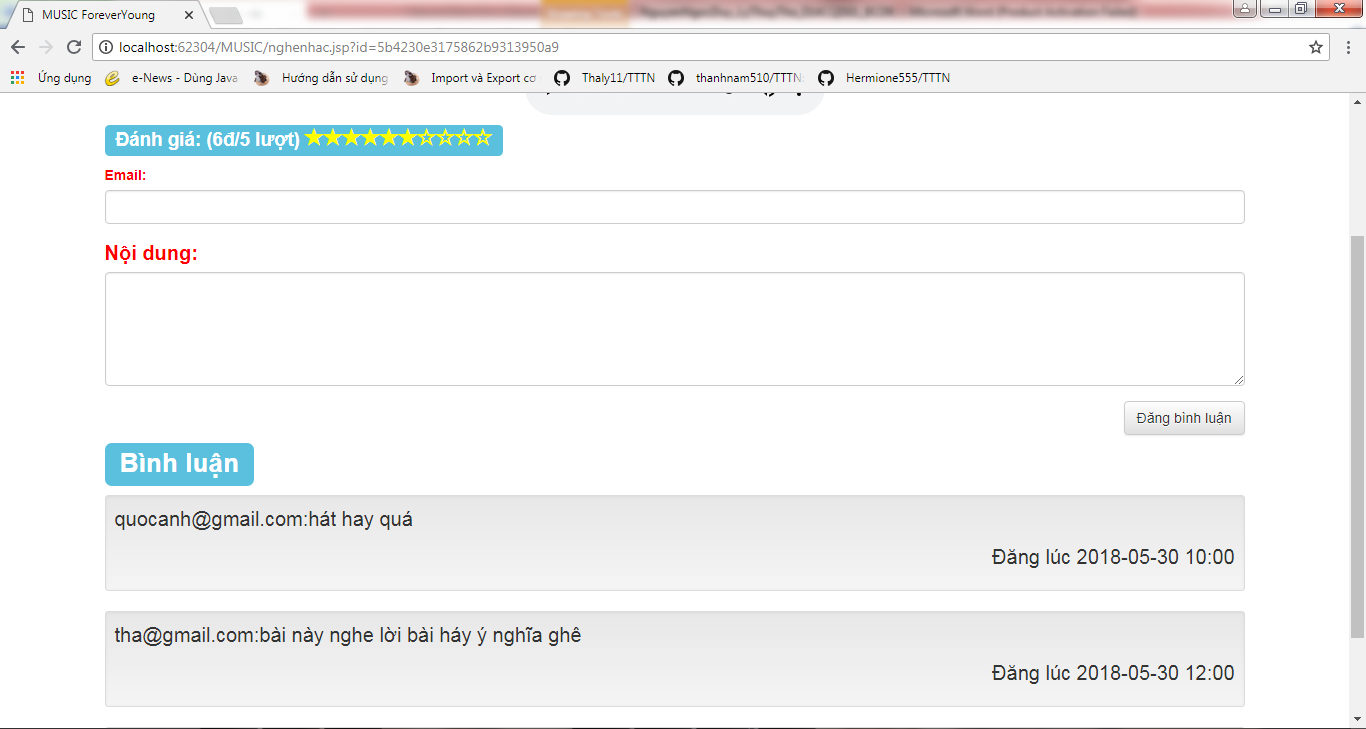 MUSIC ForeverYoung
localhost:62304/MUSIC/nghenhac.jsp?id=5b4230e3175862b9313950a9
Ứng dụng e-News - Dùng Java Hướng dẫn sử dụng Import và Export cơ Thaly11/TTTN thanhnam510/TTTN: Hermione555/TTTN
Đánh giá: (6đ/5 lượt) ★★★★★★☆☆☆☆
Email:
Nội dung:
Đăng bình luận
Bình luận
quocanh@gmail.com:hát hay quá
Đăng lúc 2018-05-30 10:00
tha@gmail.com:bài này nghe lời bài háy ý nghĩa ghê
Đăng lúc 2018-05-30 12:00